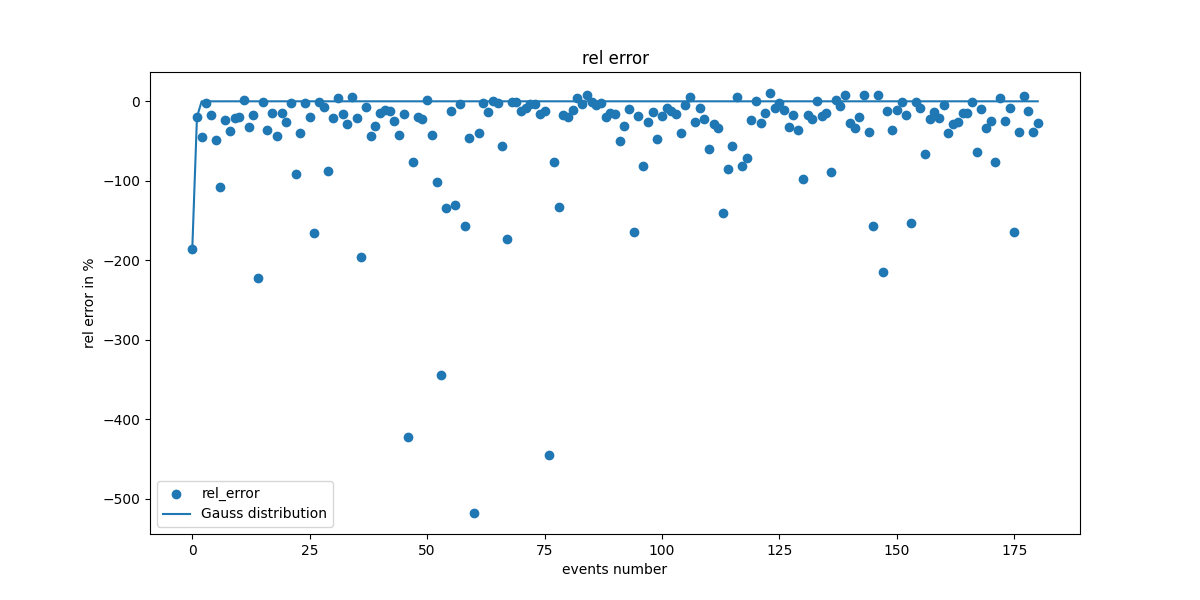 rel error
rel error in %
0
−100
−200
−300
−400
−500
rel_error
Gauss distribution
0
25
50
75
100
125
150
175
events number